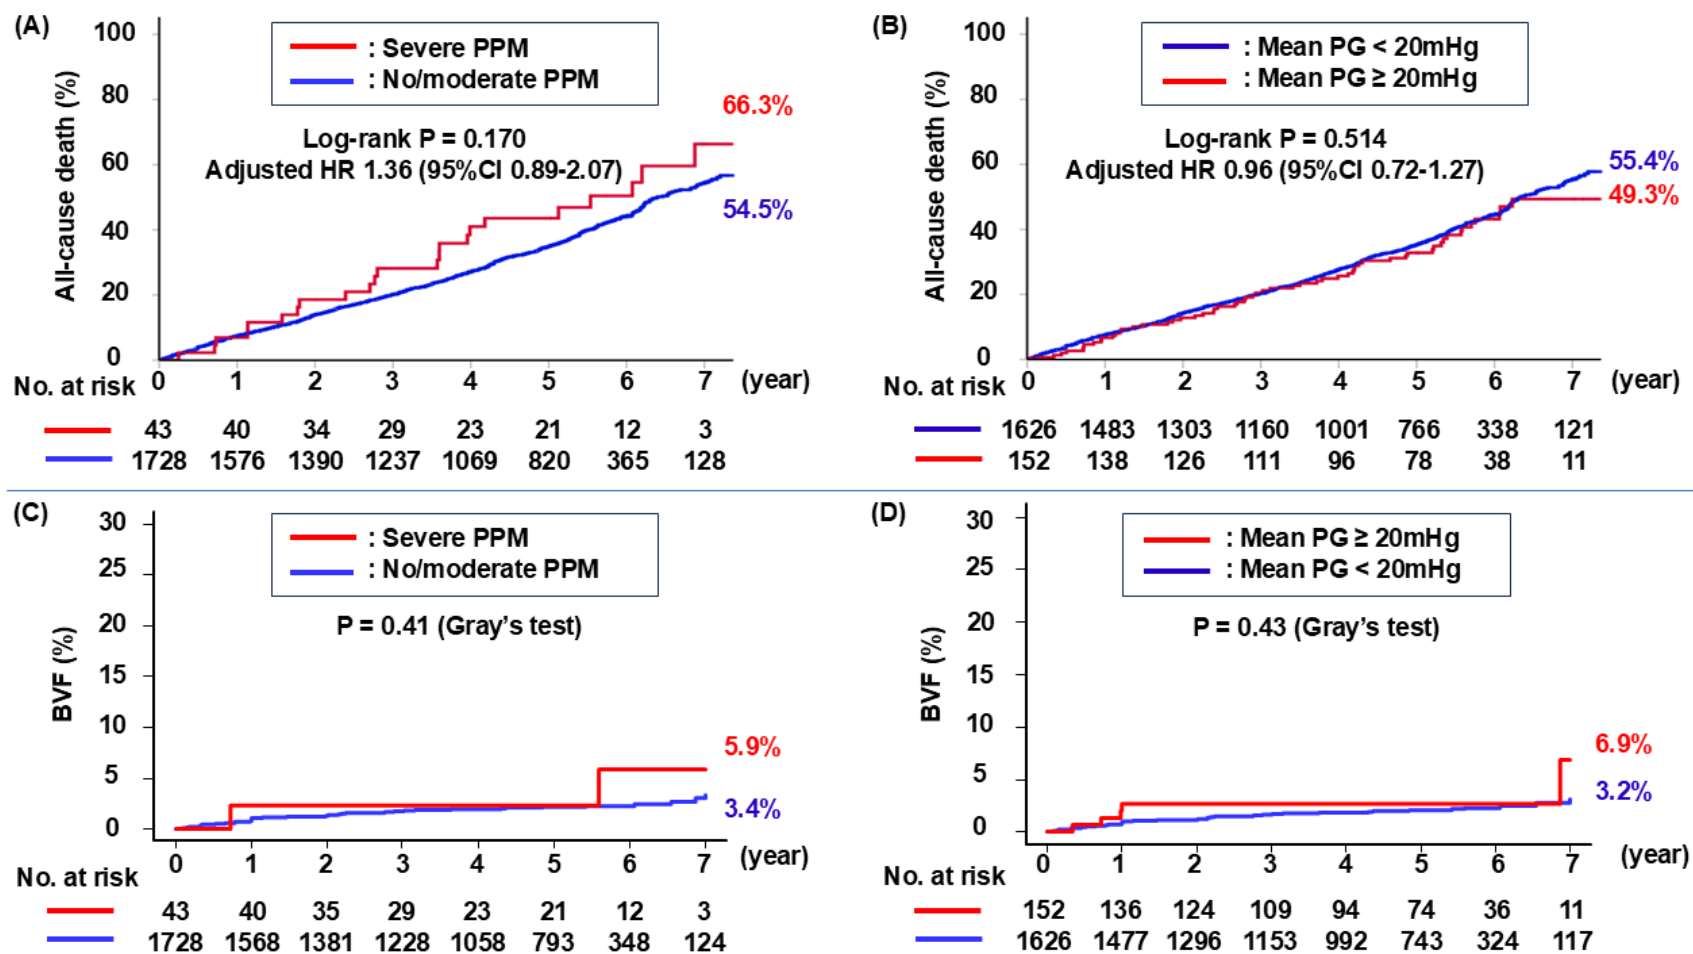 (A)
All-cause death (%)
100
80
60
40
20
0
: Severe PPM
: No/moderate PPM
Log-rank P = 0.170
Adjusted HR 1.36 (95%CI 0.89-2.07)
66.3%
54.5%
0 1 2 3 4 5 6 7 (year)
No. at risk
43 40 34 29 23 21 12 3
1728 1576 1390 1237 1069 820 365 128
(B)
All-cause death (%)
100
80
60
40
20
0
: Mean PG < 20mHg
: Mean PG ≥ 20mHg
Log-rank P = 0.514
Adjusted HR 0.96 (95%CI 0.72-1.27)
55.4%
49.3%
0 1 2 3 4 5 6 7 (year)
No. at risk
1626 1483 1303 1160 1001 766 338 121
152 138 126 111 96 78 38 11
(C)
BVF (%)
30
25
20
15
10
5
0
: Severe PPM
: No/moderate PPM
P = 0.41 (Gray’s test)
5.9%
3.4%
0 1 2 3 4 5 6 7 (year)
No. at risk
43 40 35 29 23 21 12 3
1728 1568 1381 1228 1058 793 348 124
(D)
BVF (%)
30
25
20
15
10
5
0
: Mean PG ≥ 20mHg
: Mean PG < 20mHg
P = 0.43 (Gray’s test)
6.9%
3.2%
0 1 2 3 4 5 6 7 (year)
No. at risk
152 136 124 109 94 74 36 11
1626 1477 1296 1153 992 743 324 117